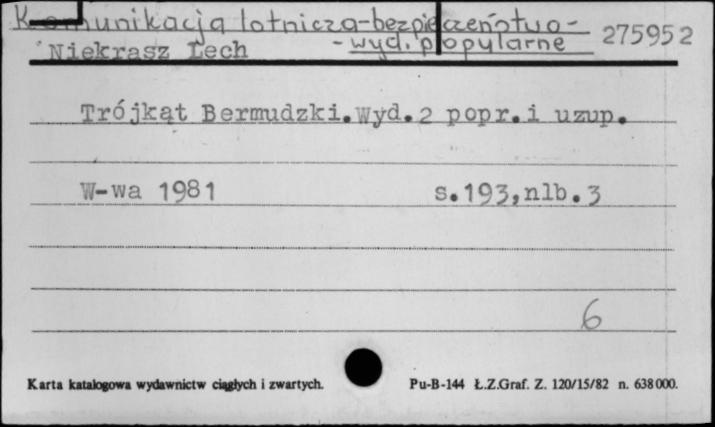 Komunikacja lotnicza-bezpieczeństwo-
Niekrasz Lech -wyd. popularne 275952
Trójkąt Bermudzki.Wyd.2 popr.i uzup.
W-wa 1981 s.193,nlb.3
6
Karta katalogowa wydawnictw ciągłych i zwartych. Pu-B-144 Ł.Z.Graf. Z. 120/15/82 n. 638000.